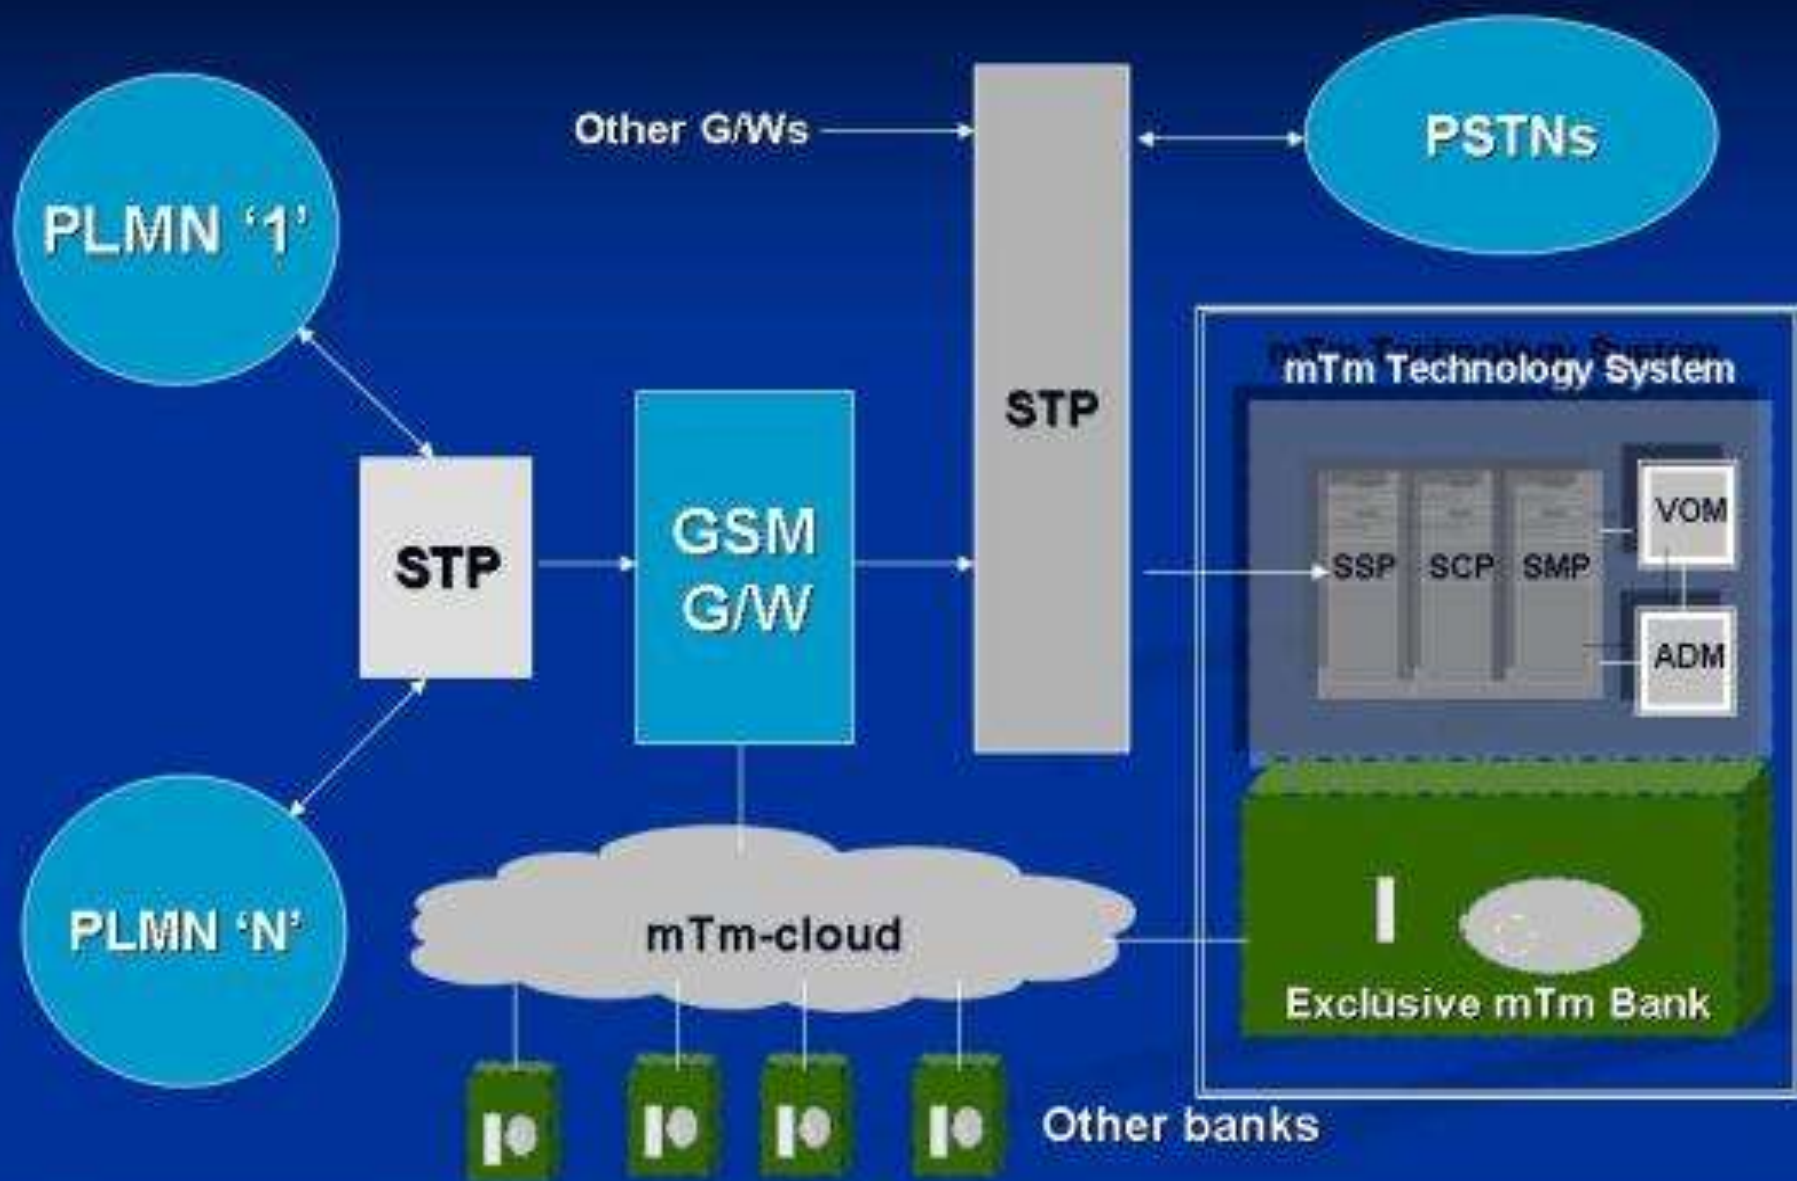 Other G/Ws
PSTNs
PLMN ‘1’
mTm Technology System
STP
VOM
GSM
G/W
STP
SSP SCP SMP
ADM
PLMN ‘N’
mTm-cloud
Exclusive mTm Bank
Other banks